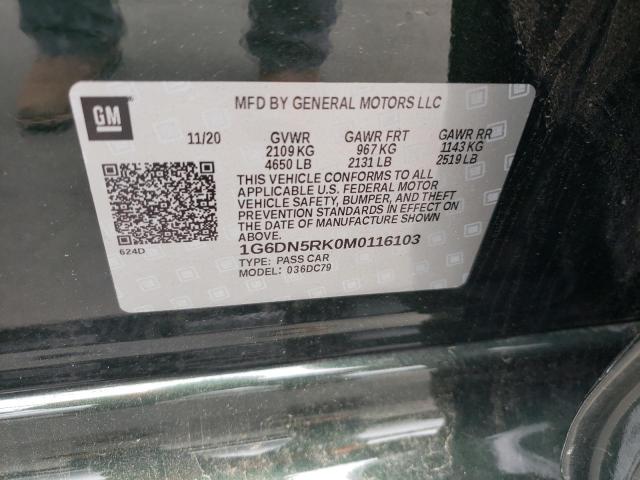 GM
MFD BY GENERAL MOTORS LLC
11/20 GVWR GAWR FRT GAWR RR
2109 KG 967 KG 1143 KG
4650 LB 2131 LB 2519 LB
THIS VEHICLE CONFORMS TO ALL
APPLICABLE U.S. FEDERAL MOTOR
VEHICLE SAFETY, BUMPER, AND THEFT
PREVENTION STANDARDS IN EFFECT ON
THE DATE OF MANUFACTURE SHOWN
ABOVE.
624D
1G6DN5RK0M0116103
TYPE: PASS CAR
MODEL: 036DC79